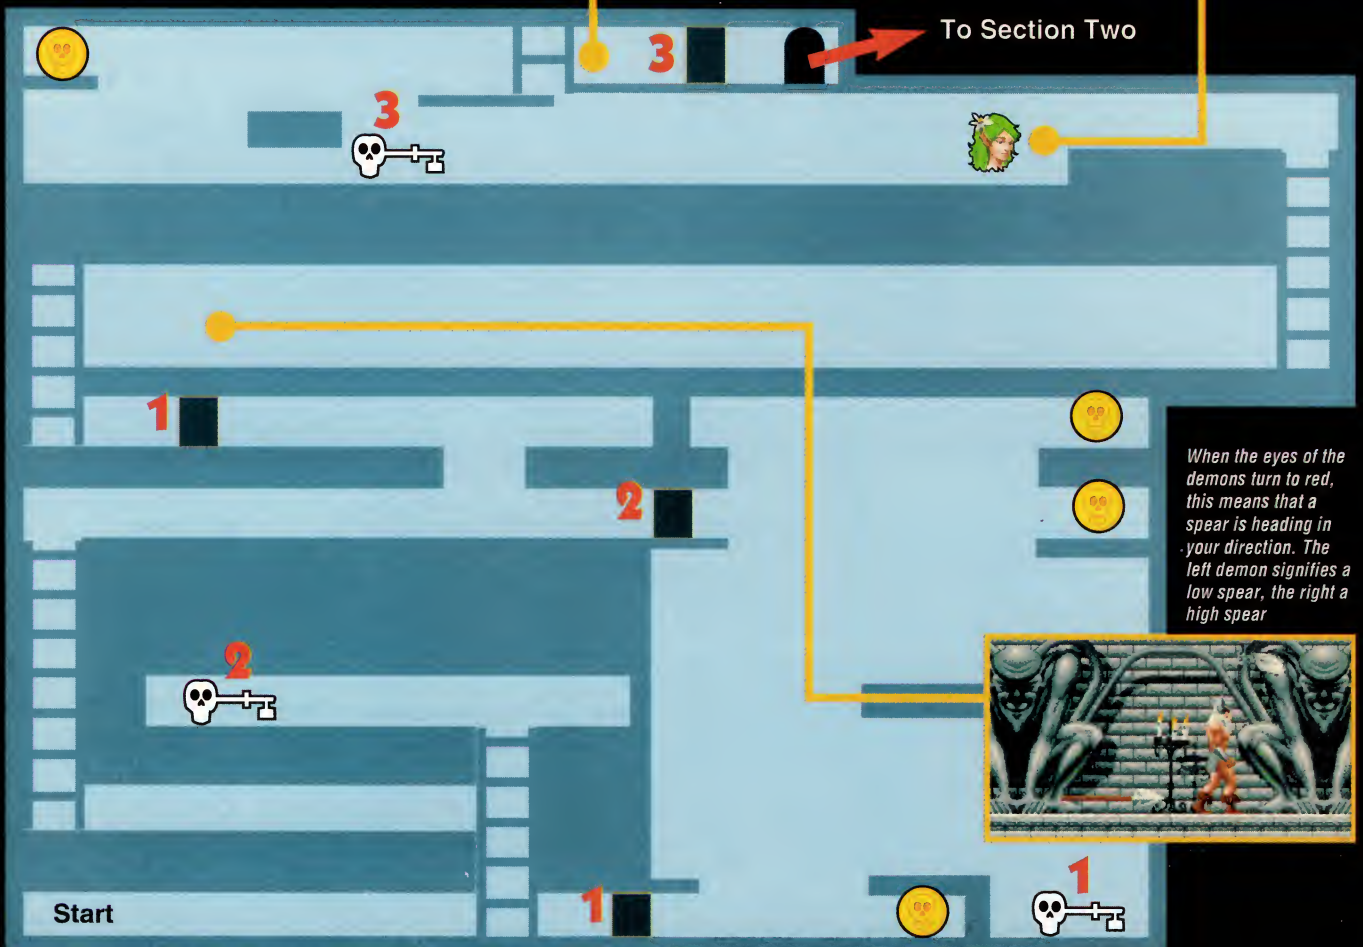 To Section Two
3
3
1
2
When the eyes of the
demons turn to red,
this means that a
spear is heading in
your direction. The
left demon signifies a
low spear, the right a
high spear
2
1
1
Start